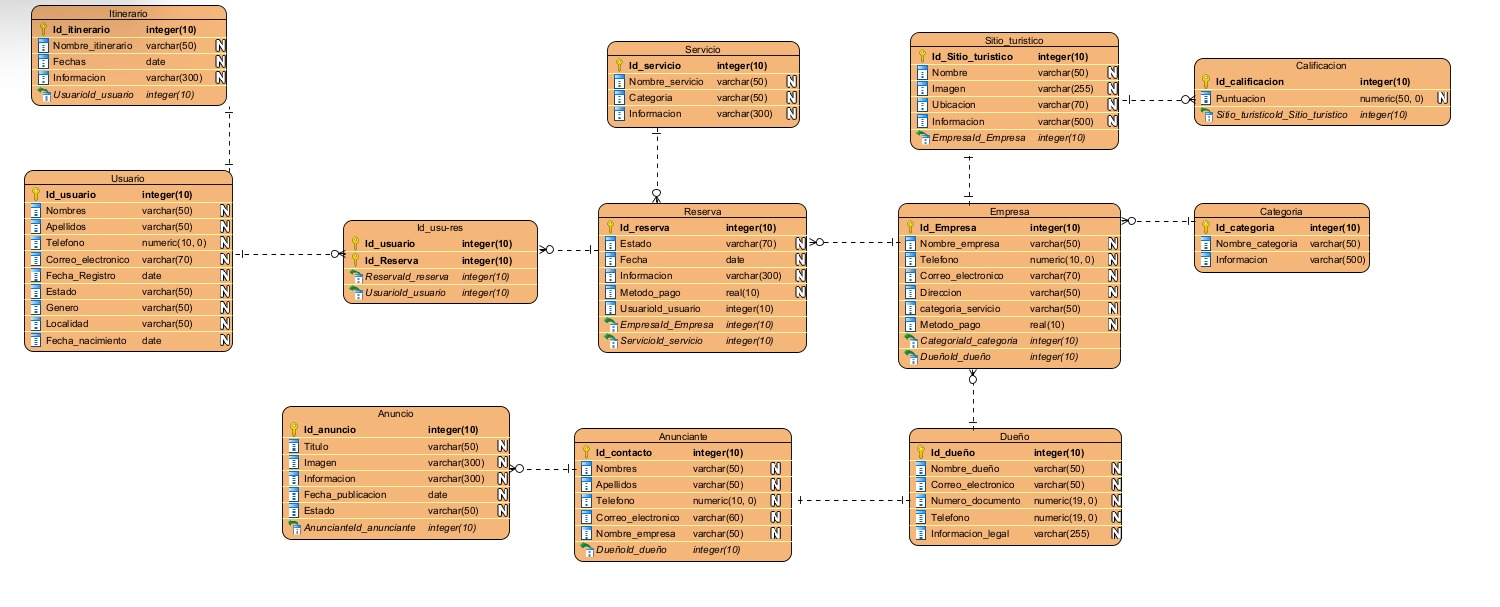 Itinerario
Id_itinerario integer(10)
Nombre_itinerario varchar(50) N
Fechas date N
Informacion varchar(300) N
UsuarioId_usuario integer(10)
Servicio
Id_servicio integer(10)
Nombre_servicio varchar(50) N
Categoria varchar(50) N
Informacion varchar(300) N
Sitio_turistico
Id_Sitio_turistico integer(10)
Nombre varchar(50) N
Imagen varchar(255) N
Ubicacion varchar(70) N
Informacion varchar(500) N
EmpresaId_Empresa integer(10)
Calificacion
Id_calificacion integer(10)
Puntuacion numeric(50, 0) N
Sitio_turisticoId_Sitio_turistico integer(10)
Usuario
Id_usuario integer(10)
Nombres varchar(50) N
Apellidos varchar(50) N
Telefono numeric(10, 0) N
Correo_electronico varchar(70) N
Fecha_Registro date N
Estado varchar(50) N
Genero varchar(50) N
Localidad varchar(50) N
Fecha_nacimiento date N
Id_usu-res
Id_usuario integer(10)
Id_Reserva integer(10)
ReservaId_reserva integer(10)
UsuarioId_usuario integer(10)
Reserva
Id_reserva integer(10)
Estado varchar(70) N
Fecha date N
Informacion varchar(300) N
Metodo_pago real(10) N
UsuarioId_usuario integer(10)
EmpresaId_Empresa integer(10)
ServicioId_servicio integer(10)
Empresa
Id_Empresa integer(10)
Nombre_empresa varchar(50) N
Telefono numeric(10, 0) N
Correo_electronico varchar(70) N
Direccion varchar(50) N
categoria_servicio varchar(50) N
Metodo_pago real(10) N
CategoriaId_categoria integer(10)
DueñoId_dueño integer(10)
Categoria
Id_categoria integer(10)
Nombre_categoria varchar(50)
Informacion varchar(500)
Anuncio
Id_anuncio integer(10)
Titulo varchar(50) N
Imagen varchar(300) N
Informacion varchar(300) N
Fecha_publicacion date N
Estado varchar(50) N
AnuncianteId_anunciante integer(10)
Anunciante
Id_contacto integer(10)
Nombres varchar(50) N
Apellidos varchar(50) N
Telefono numeric(10, 0) N
Correo_electronico varchar(60) N
Nombre_empresa varchar(50) N
DueñoId_dueño integer(10)
Dueño
Id_dueño integer(10)
Nombre_dueño varchar(50) N
Correo_electronico varchar(50) N
Numero_documento numeric(19, 0) N
Telefono numeric(19, 0) N
Informacion_legal varchar(255) N